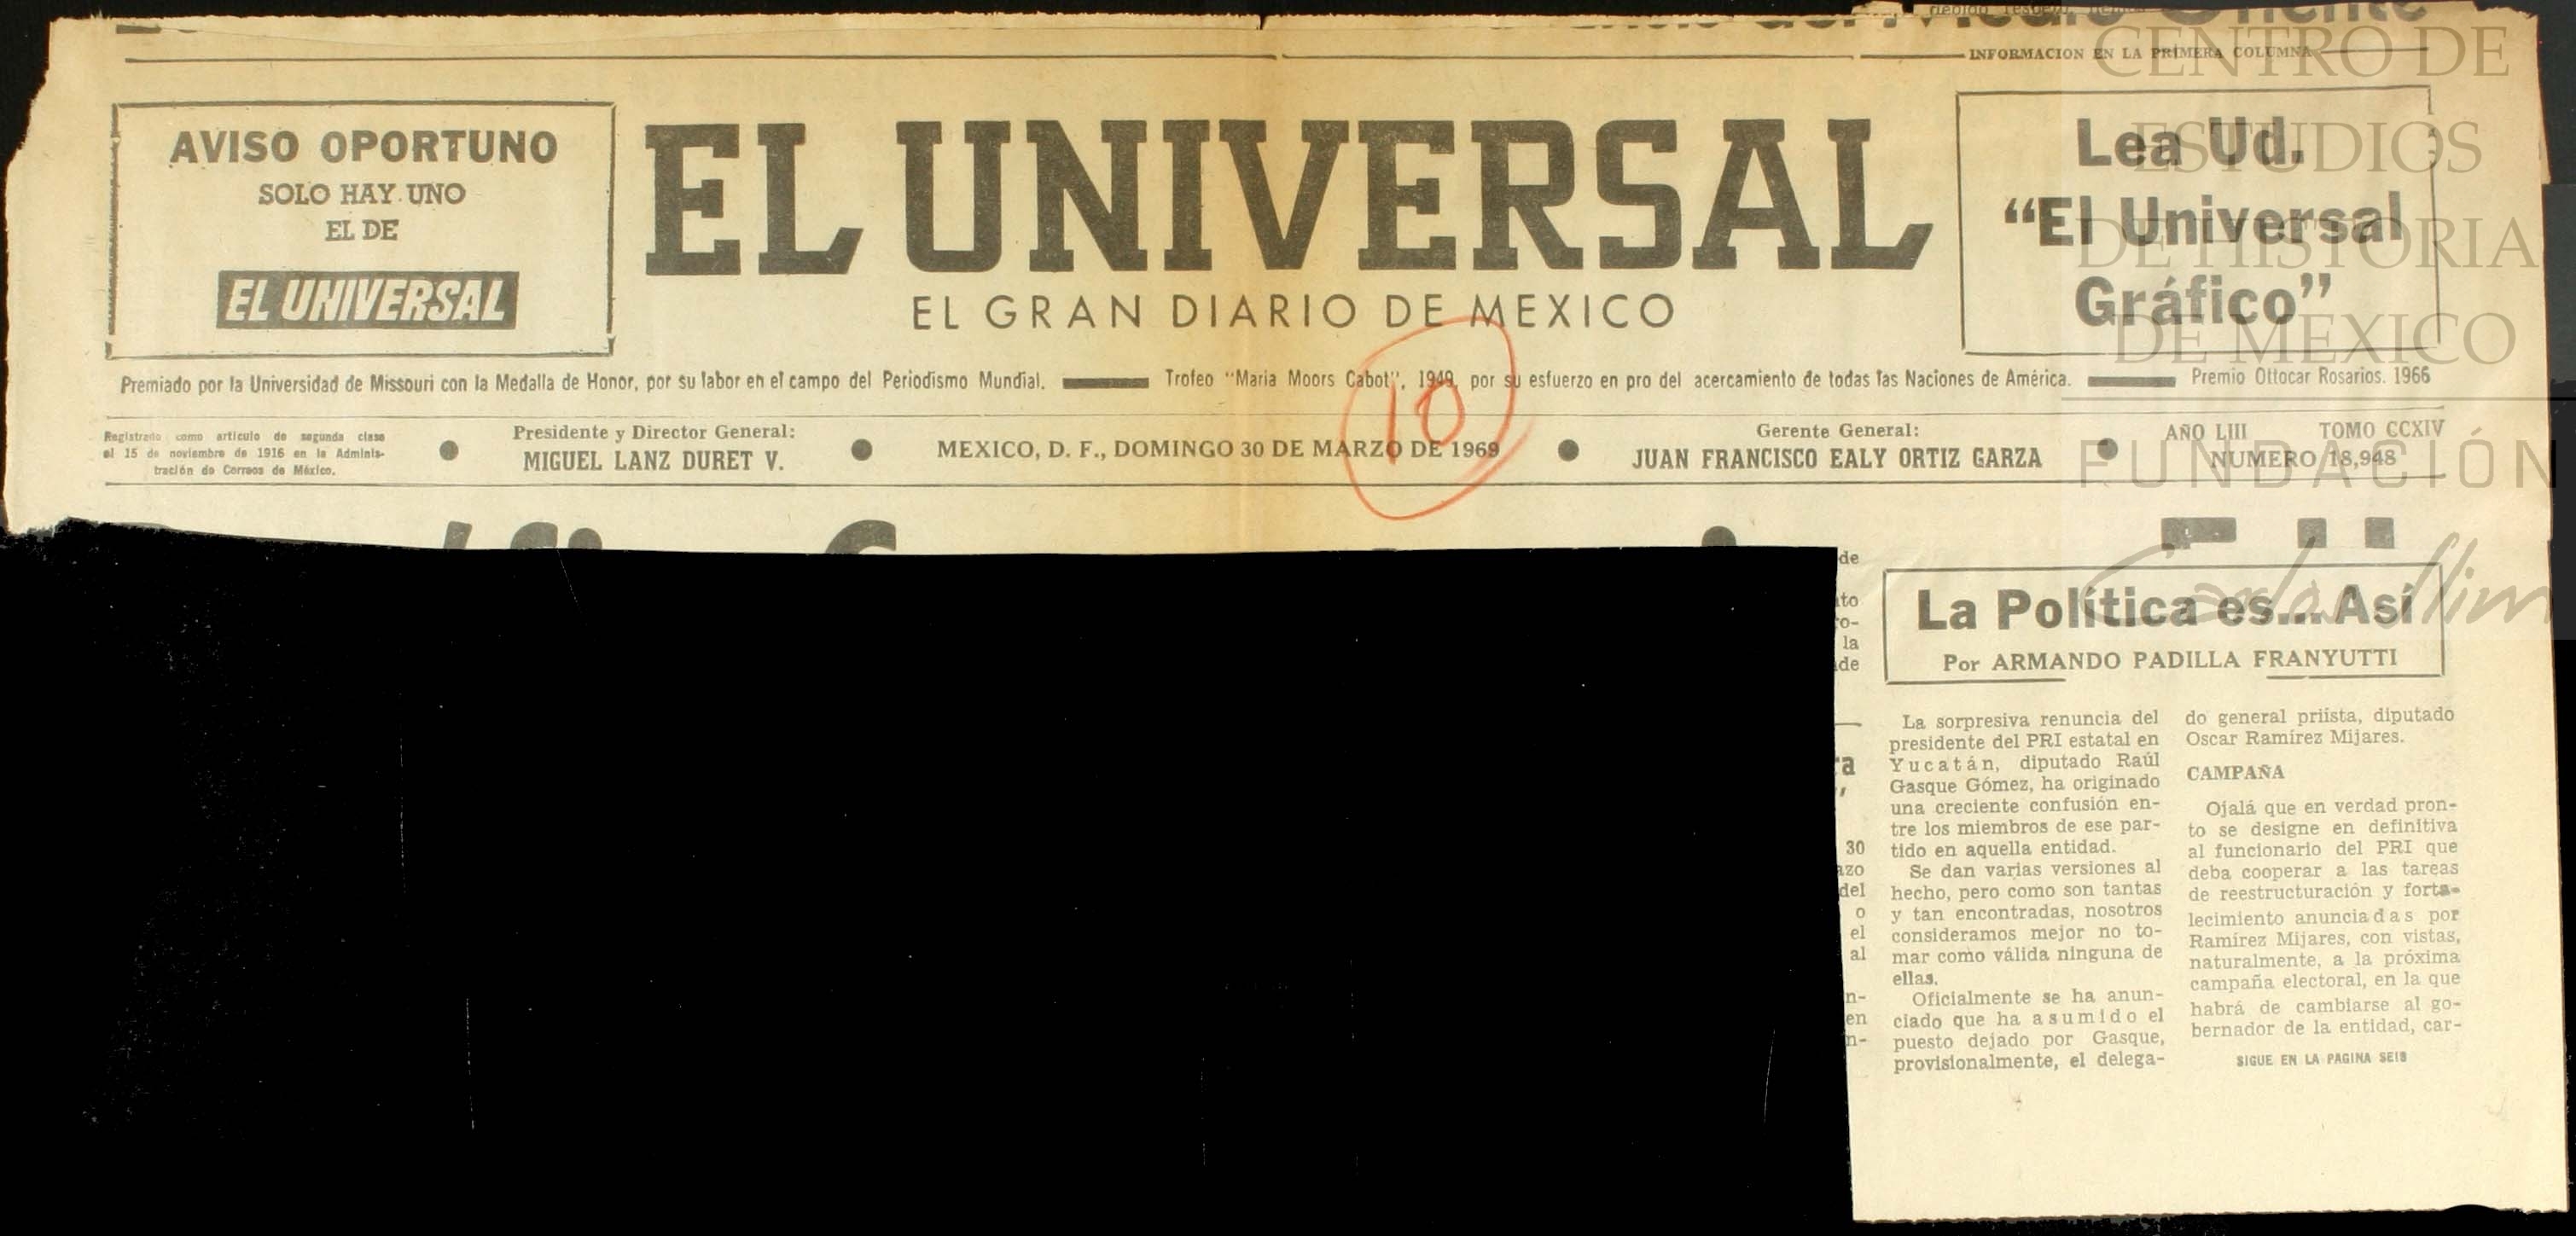 INFORMACION EN LA PRIMERA COLUMNA
AVISO OPORTUNO
SOLO HAY UNO
EL DE
EL UNIVERSAL
EL UNIVERSAL
EL GRAN DIARIO DE MEXICO
Lea Ud.
"El Universal
Gráfico"
Premiado por la Universidad de Missouri con la Medalla de Honor, por su labor en el campo del Periodismo Mundial.
Trofeo "Maria Moors Cabot", 1949, por su esfuerzo en pro del acercamiento de todas las Naciones de América.
Premio Ottocar Rosarios. 1966
10
Registrado como artículo de segunda clase
el 15 de noviembre de 1916 en la Adminis-
tración de Correos de México.
Presidente y Director General:
MIGUEL LANZ DURET V.
MEXICO, D. F., DOMINGO 30 DE MARZO DE 1969
Gerente General:
JUAN FRANCISCO EALY ORTIZ GARZA
AÑO LIII TOMO CCXIV
NUMERO 18,948
La Política es... Así
Por ARMANDO PADILLA FRANYUTTI
La sorpresiva renuncia del
presidente del PRI estatal en
Yucatán, diputado Raúl
Gasque Gómez, ha originado
una creciente confusión en-
tre los miembros de ese par-
tido en aquella entidad.
Se dan varias versiones al
hecho, pero como son tantas
y tan encontradas, nosotros
consideramos mejor no to-
mar como válida ninguna de
ellas.
Oficialmente se ha anun-
ciado que ha asumido el
puesto dejado por Gasque,
provisionalmente, el delega-
do general priísta, diputado
Oscar Ramírez Mijares.
CAMPAÑA
Ojalá que en verdad pron-
to se designe en definitiva
al funcionario del PRI que
deba cooperar a las tareas
de reestructuración y forta-
lecimiento anunciadas por
Ramírez Mijares, con vistas,
naturalmente, a la próxima
campaña electoral, en la que
habrá de cambiarse al go-
bernador de la entidad, car-
SIGUE EN LA PAGINA SEIS
de
la
30
del
o
el
al
en
CENTRO DE
ESTUDIOS
DE HISTORIA
DE MEXICO
FUNDACIÓN
Carlos Slim